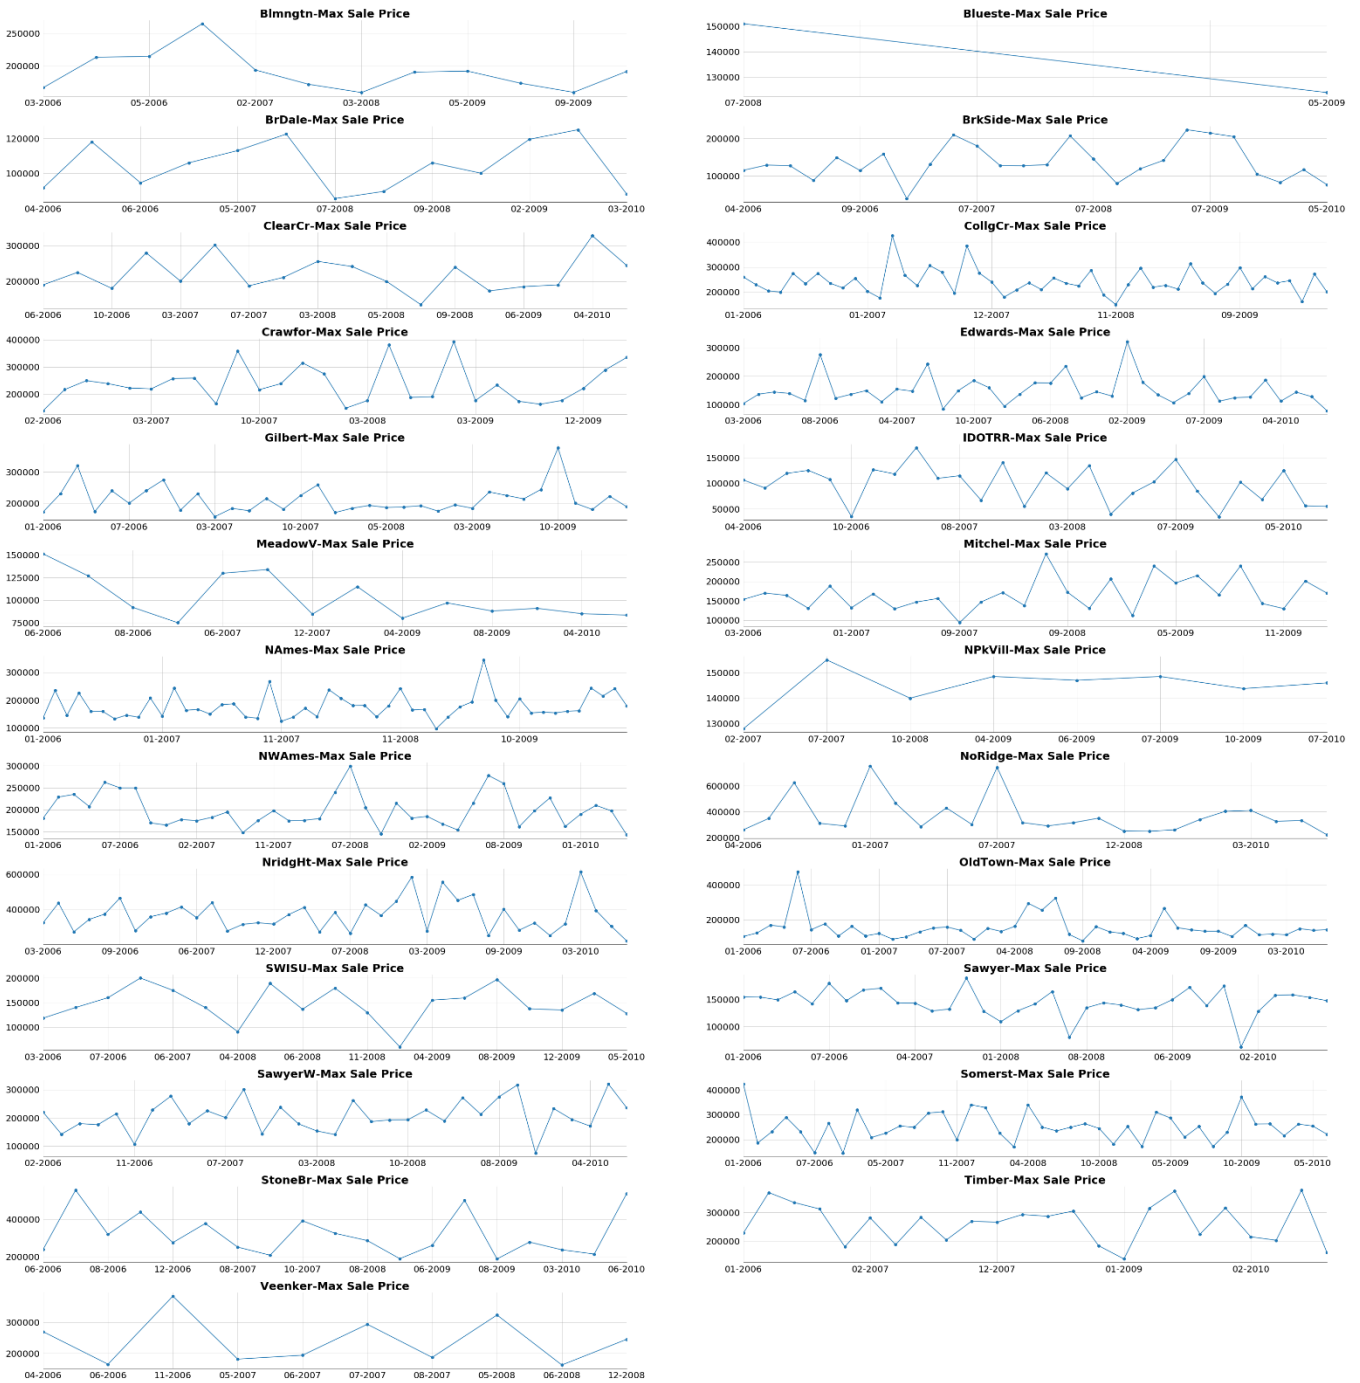 Blmngtn-Max Sale Price
250000
200000
03-2006 05-2006 02-2007 03-2008 05-2009 09-2009
Blueste-Max Sale Price
150000
140000
130000
07-2008 05-2009
BrDale-Max Sale Price
120000
100000
04-2006 06-2006 05-2007 07-2008 09-2008 02-2009 03-2010
BrkSide-Max Sale Price
200000
100000
04-2006 09-2006 07-2007 07-2008 07-2009 05-2010
ClearCr-Max Sale Price
300000
200000
06-2006 10-2006 03-2007 07-2007 03-2008 05-2008 09-2008 06-2009 04-2010
CollgCr-Max Sale Price
400000
300000
200000
01-2006 01-2007 12-2007 11-2008 09-2009
Crawfor-Max Sale Price
400000
300000
200000
02-2006 03-2007 10-2007 03-2008 03-2009 12-2009
Edwards-Max Sale Price
300000
200000
100000
03-2006 08-2006 04-2007 10-2007 06-2008 02-2009 07-2009 04-2010
Gilbert-Max Sale Price
300000
200000
01-2006 07-2006 03-2007 10-2007 05-2008 03-2009 10-2009
IDOTRR-Max Sale Price
150000
100000
50000
04-2006 10-2006 08-2007 03-2008 07-2009 05-2010
MeadowV-Max Sale Price
150000
125000
100000
75000
06-2006 08-2006 06-2007 12-2007 04-2009 08-2009 04-2010
Mitchel-Max Sale Price
250000
200000
150000
100000
03-2006 01-2007 09-2007 09-2008 05-2009 11-2009
NAmes-Max Sale Price
300000
200000
100000
01-2006 01-2007 11-2007 11-2008 10-2009
NPkVill-Max Sale Price
150000
140000
130000
02-2007 07-2007 10-2008 04-2009 06-2009 07-2009 10-2009 07-2010
NWAmes-Max Sale Price
300000
250000
200000
150000
01-2006 07-2006 02-2007 11-2007 07-2008 02-2009 08-2009 01-2010
NoRidge-Max Sale Price
600000
400000
200000
04-2006 01-2007 07-2007 12-2008 03-2010
NridgHt-Max Sale Price
600000
400000
03-2006 09-2006 06-2007 12-2007 07-2008 03-2009 09-2009 03-2010
OldTown-Max Sale Price
400000
200000
01-2006 07-2006 01-2007 07-2007 04-2008 09-2008 04-2009 09-2009 03-2010
SWISU-Max Sale Price
200000
150000
100000
03-2006 07-2006 06-2007 04-2008 06-2008 11-2008 04-2009 08-2009 12-2009 05-2010
Sawyer-Max Sale Price
150000
100000
01-2006 07-2006 04-2007 01-2008 08-2008 06-2009 02-2010
SawyerW-Max Sale Price
300000
200000
100000
02-2006 11-2006 07-2007 03-2008 10-2008 08-2009 04-2010
Somerst-Max Sale Price
400000
300000
200000
01-2006 07-2006 05-2007 11-2007 04-2008 10-2008 05-2009 10-2009 05-2010
StoneBr-Max Sale Price
400000
200000
06-2006 08-2006 12-2006 08-2007 10-2007 08-2008 06-2009 08-2009 03-2010 06-2010
Timber-Max Sale Price
300000
200000
01-2006 02-2007 12-2007 01-2009 02-2010
Veenker-Max Sale Price
300000
200000
04-2006 06-2006 11-2006 05-2007 06-2007 07-2007 08-2007 05-2008 06-2008 12-2008